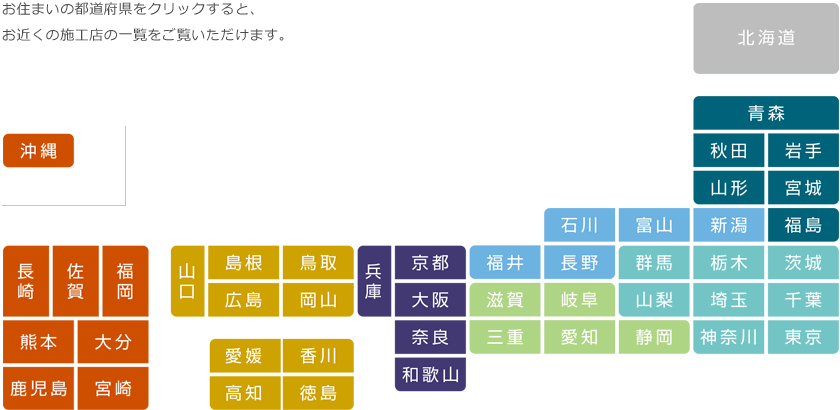 お住まいの都道府県をクリックすると、
お近くの施工店の一覧をご覧いただけます。
北海道
青森
沖縄
秋田 岩手
山形 宮城
石川 富山 新潟 福島
長崎 佐賀 福岡 山口 島根 鳥取 兵庫 京都 福井 長野 群馬 栃木 茨城
広島 岡山 大阪 滋賀 岐阜 山梨 埼玉 千葉
熊本 大分 奈良 三重 愛知 静岡 神奈川 東京
愛媛 香川 和歌山
鹿児島 宮崎 高知 徳島